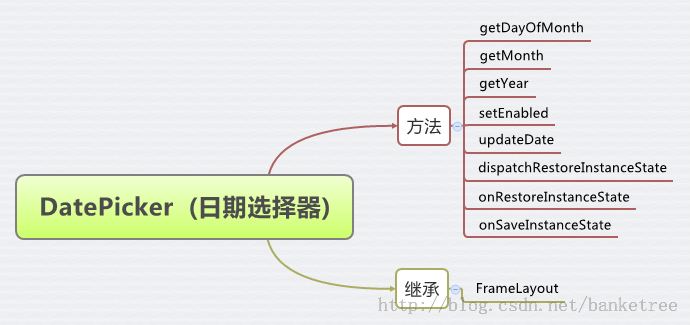 getDayOfMonth
getMonth
getYear
方法
setEnabled
updateDate
dispatchRestoreInstanceState
onRestoreInstanceState
onSaveInstanceState
DatePicker (日期选择器)
继承
FrameLayout
http://blog.csdn.net/banketree